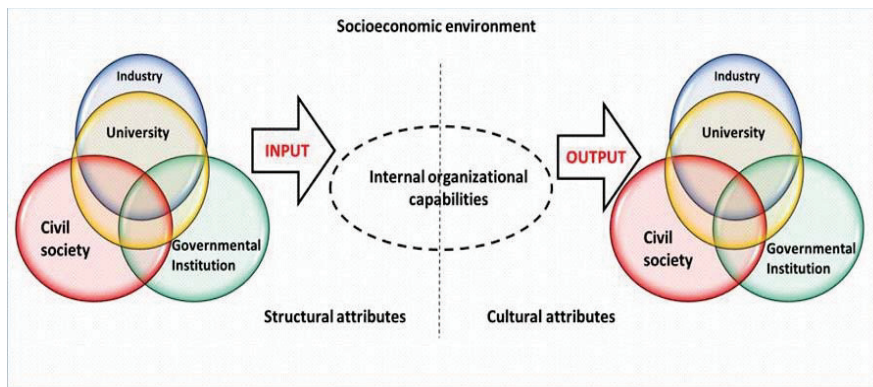 Socioeconomic environment
Industry
University
Civil
society
Governmental
Institution
INPUT
Internal organizational
capabilities
OUTPUT
Industry
University
Civil
society
Governmental
Institution
Structural attributes
Cultural attributes